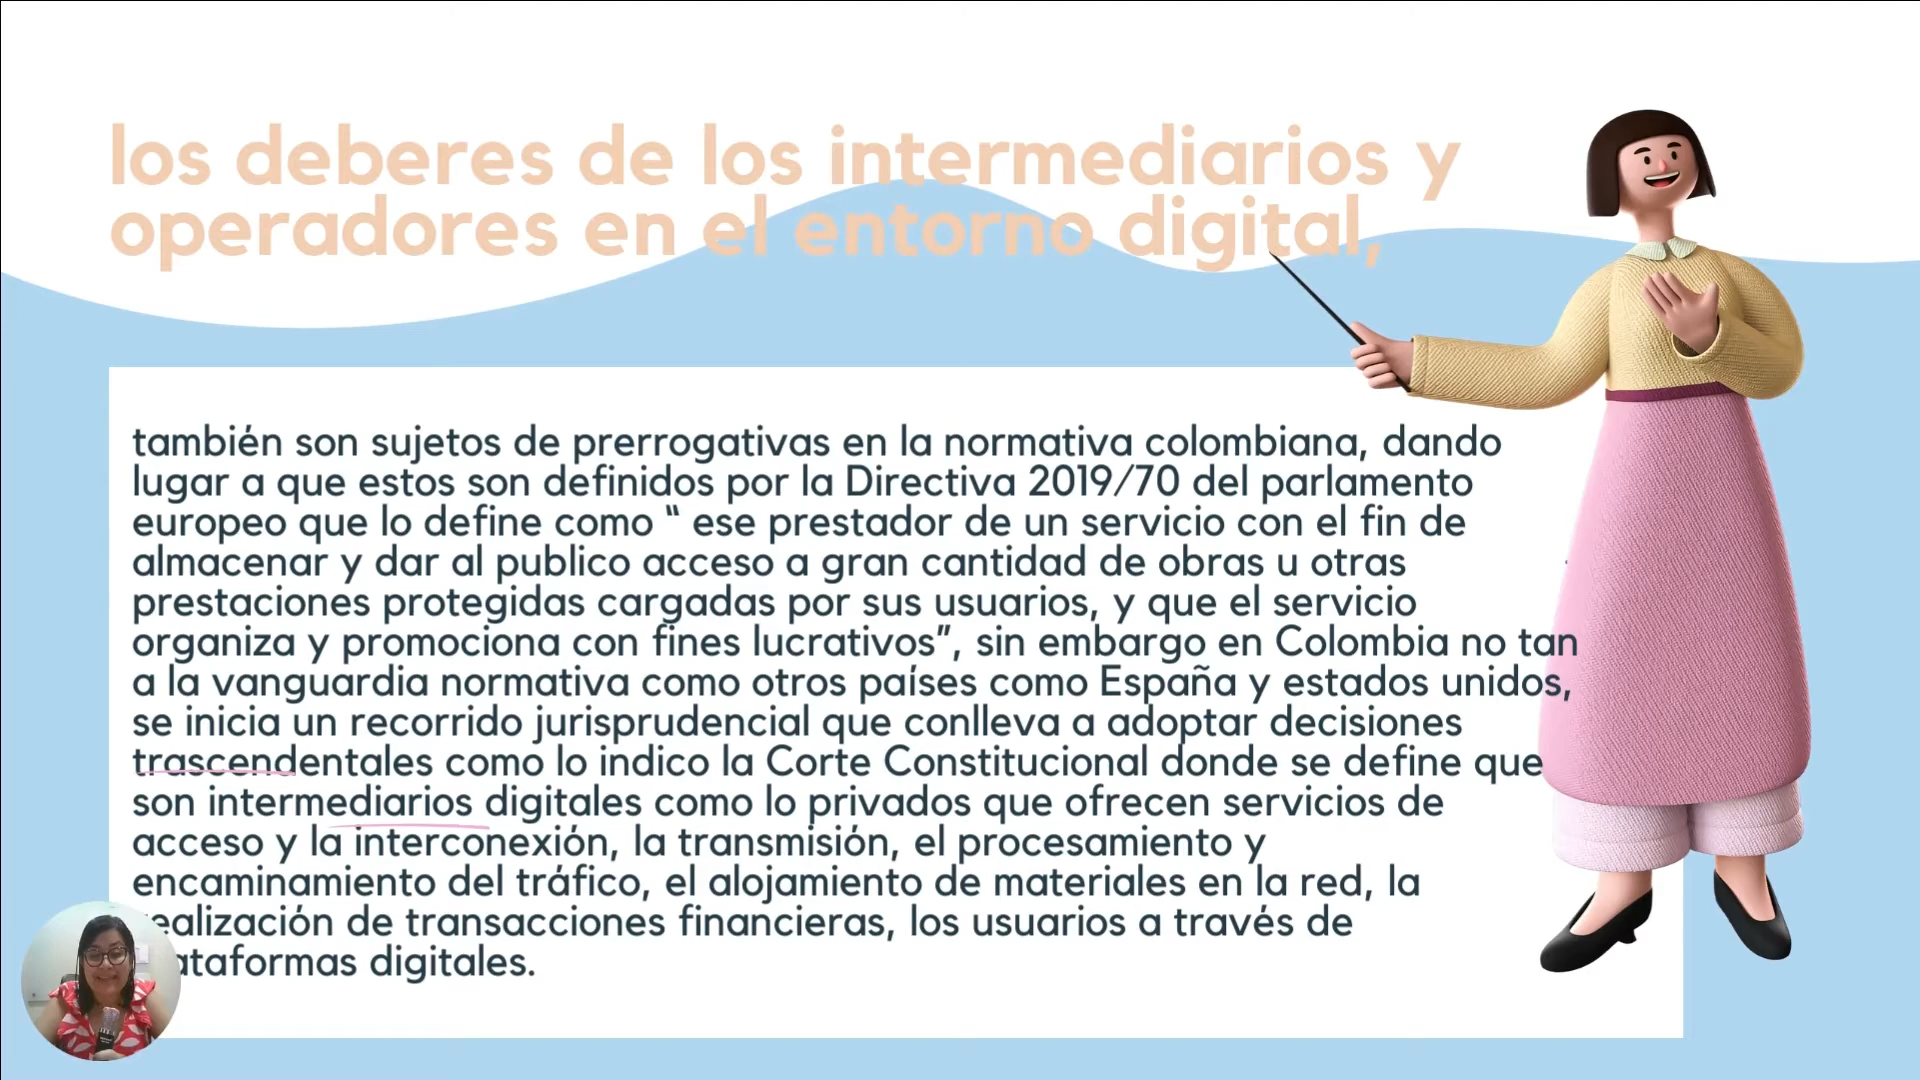 los deberes de los intermediarios y
operadores en el entorno digital,
también son sujetos de prerrogativas en la normativa colombiana, dando
lugar a que estos son definidos por la Directiva 2019/70 del parlamento
europeo que lo define como “ ese prestador de un servicio con el fin de
almacenar y dar al publico acceso a gran cantidad de obras u otras
prestaciones protegidas cargadas por sus usuarios, y que el servicio
organiza y promociona con fines lucrativos”, sin embargo en Colombia no tan
a la vanguardia normativa como otros países como España y estados unidos,
se inicia un recorrido jurisprudencial que conlleva a adoptar decisiones
trascendentales como lo indico la Corte Constitucional donde se define que
son intermediarios digitales como lo privados que ofrecen servicios de
acceso y la interconexión, la transmisión, el procesamiento y
encaminamiento del tráfico, el alojamiento de materiales en la red, la
ealización de transacciones financieras, los usuarios a través de
ataformas digitales.